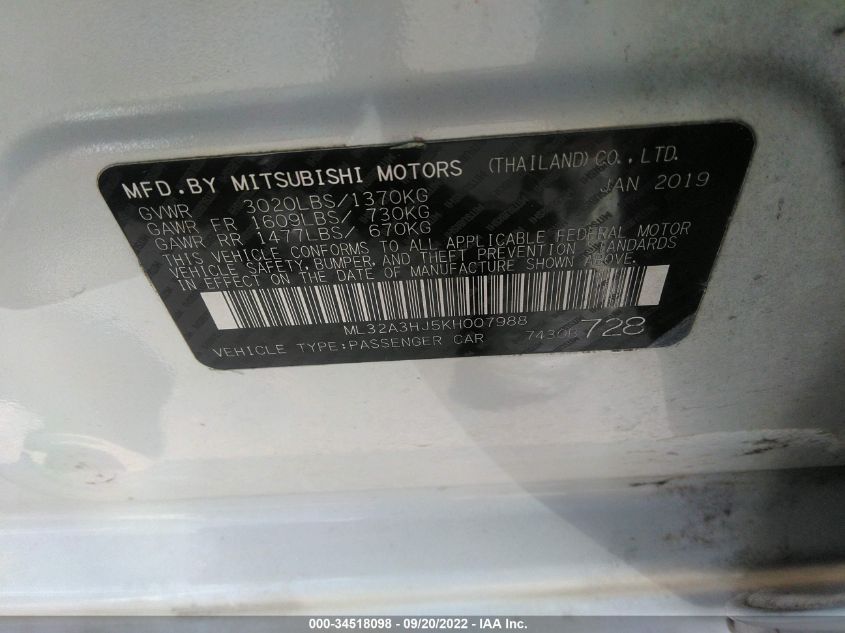 MFD.BY MITSUBISHI MOTORS (THAILAND)CO.,LTD.
GVWR 3020LBS/1370KG JAN 2019
GAWR FR 1609LBS/ 730KG
GAWR RR 1477LBS/ 670KG
THIS VEHICLE CONFORMS TO ALL APPLICABLE FEDERAL MOTOR
VEHICLE SAFETY, BUMPER, AND THEFT PREVENTION STANDARDS
IN EFFECT ON THE DATE OF MANUFACTURE SHOWN ABOVE.
ML32A3HJ5KH007988
VEHICLE TYPE:PASSENGER CAR 728
000-34518098 - 09/20/2022 - IAA Inc.